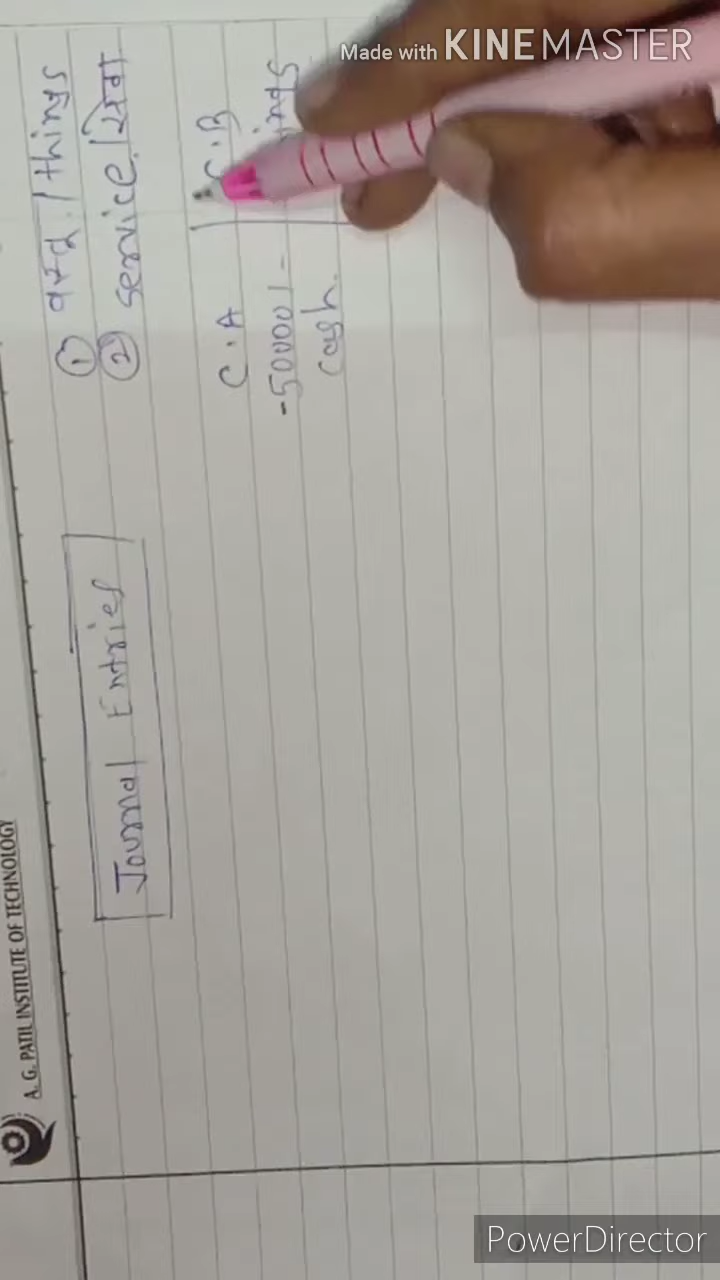 Made with KINEMASTER
A. G. PATIL INSTITUTE OF TECHNOLOGY
Journal Entries
① वस्तु / things
② service / सेवा
C.A C.B
-50000/-
cash.
PowerDirector